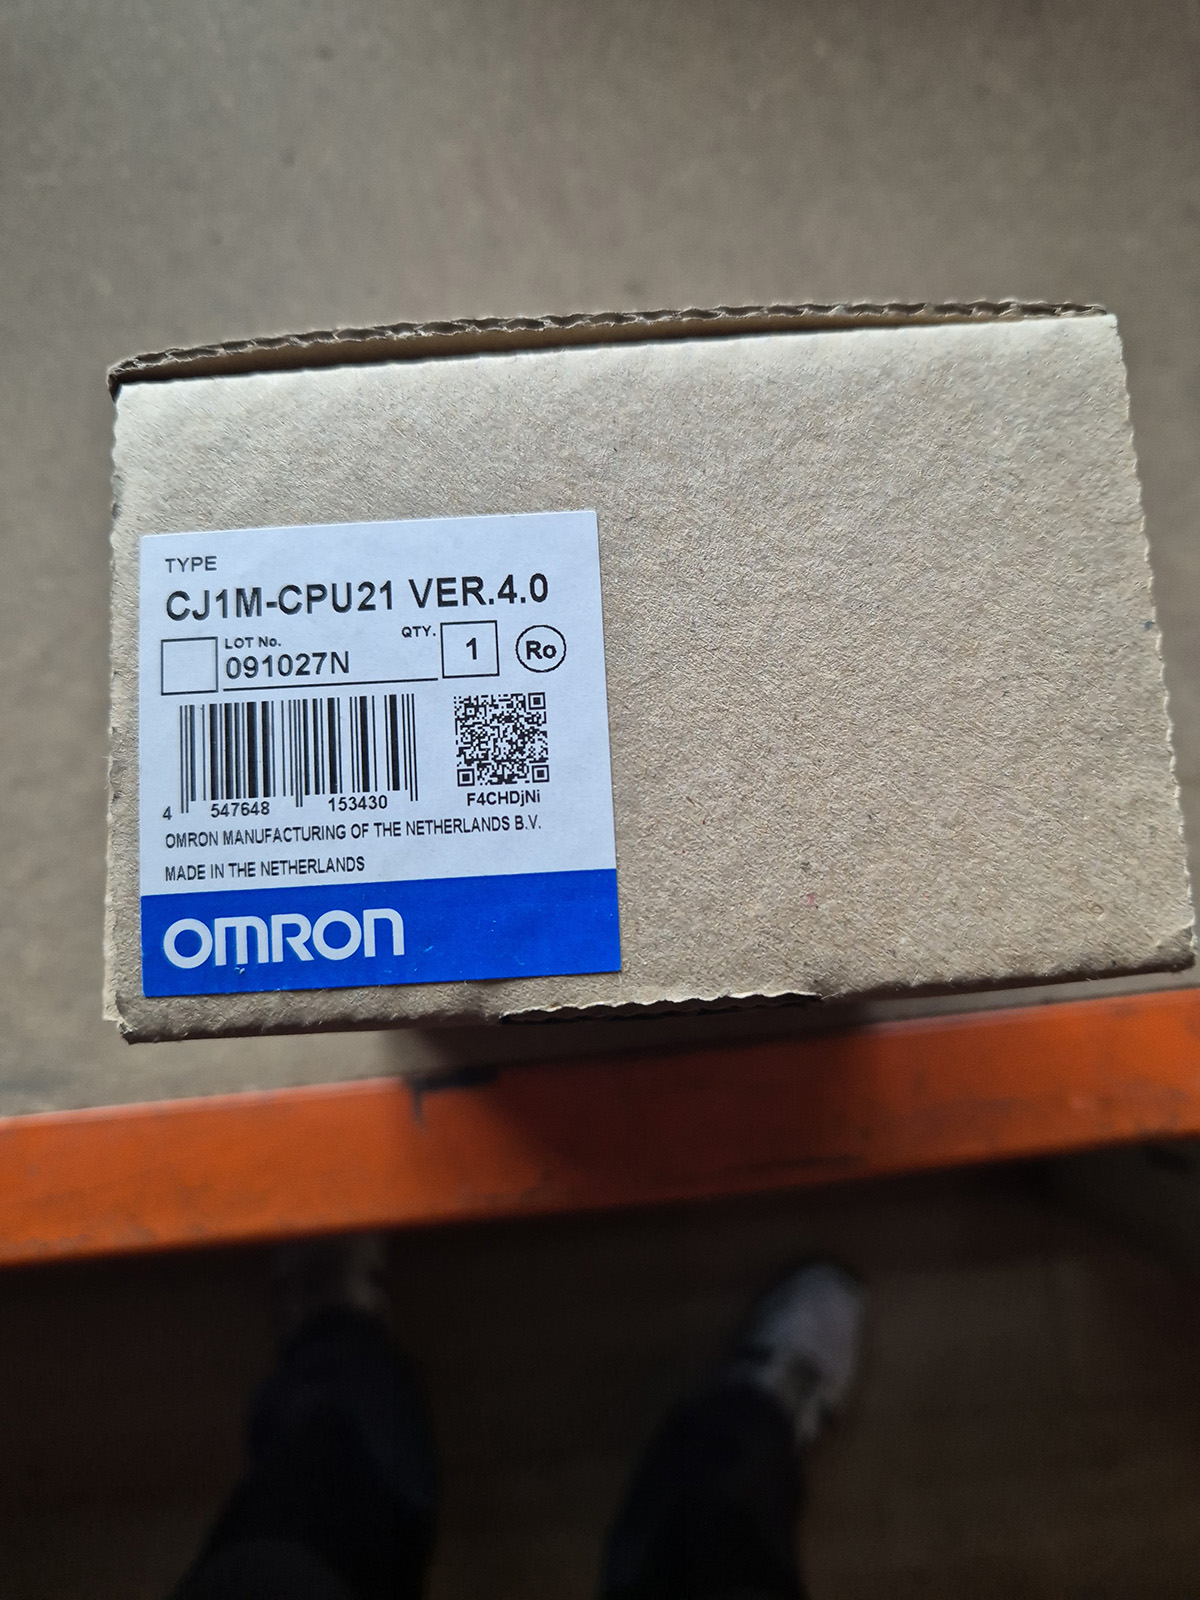 TYPE
CJ1M-CPU21 VER.4.0
LOT No. QTY.
091027N 1 Ro
4 547648 153430
F4CHDjNi
OMRON MANUFACTURING OF THE NETHERLANDS B.V.
MADE IN THE NETHERLANDS
OMRON